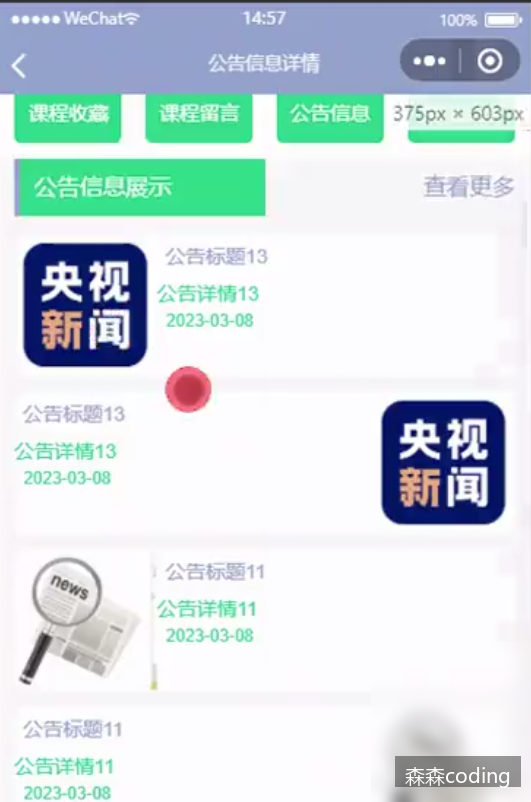 WeChat 14:57 100%
公告信息详情
课程收藏 课程留言 公告信息 375px × 603px
公告信息展示 查看更多
央视新闻
公告标题13
公告详情13
2023-03-08
公告标题13
公告详情13
2023-03-08
央视新闻
news
公告标题11
公告详情11
2023-03-08
公告标题11
公告详情11
2023-03-08
森森coding